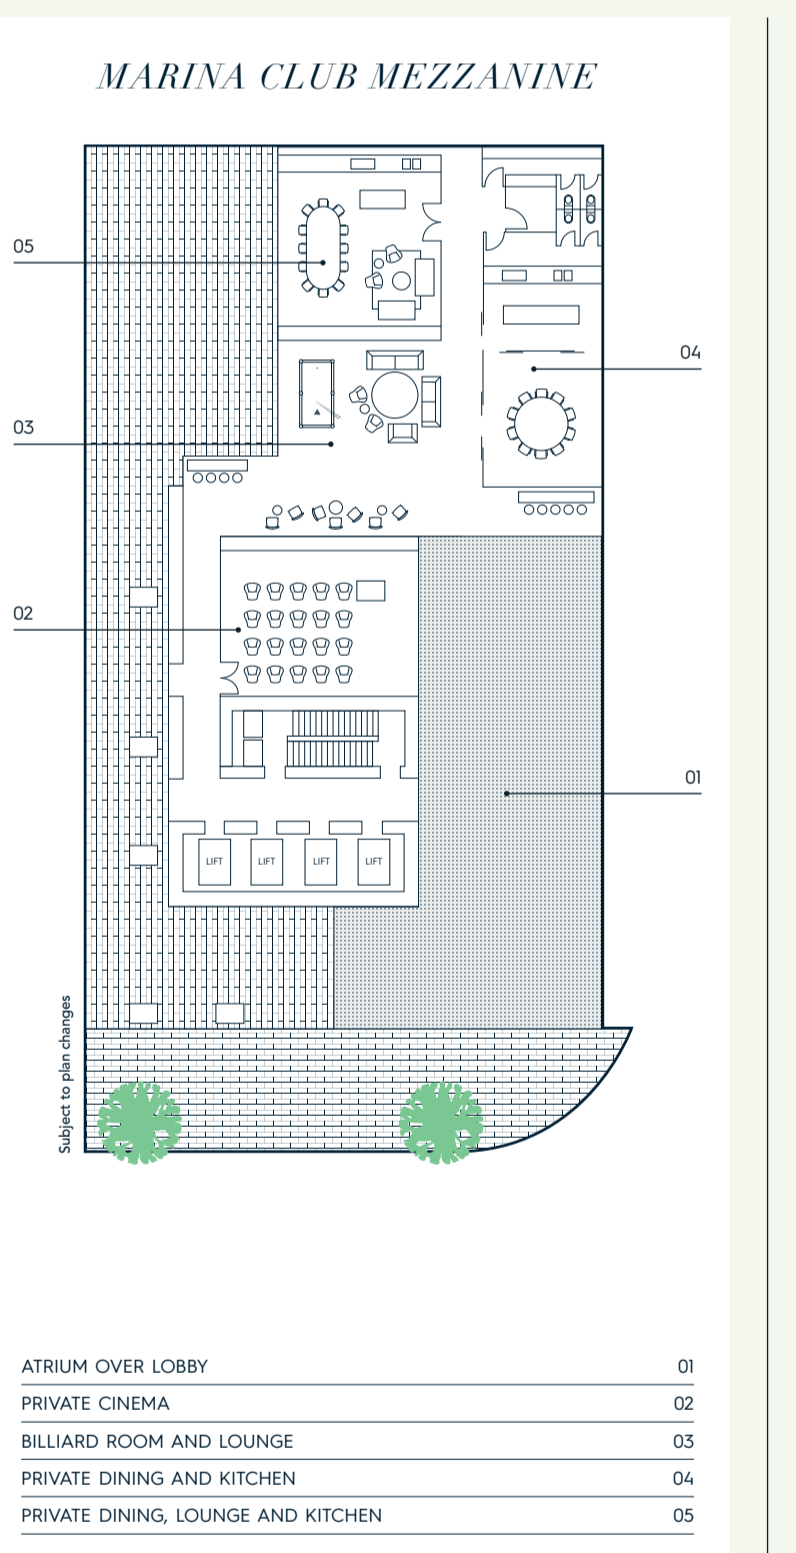 MARINA CLUB MEZZANINE
05
04
03
02
01
LIFT LIFT LIFT LIFT
Subject to plan changes
ATRIUM OVER LOBBY 01
PRIVATE CINEMA 02
BILLIARD ROOM AND LOUNGE 03
PRIVATE DINING AND KITCHEN 04
PRIVATE DINING, LOUNGE AND KITCHEN 05